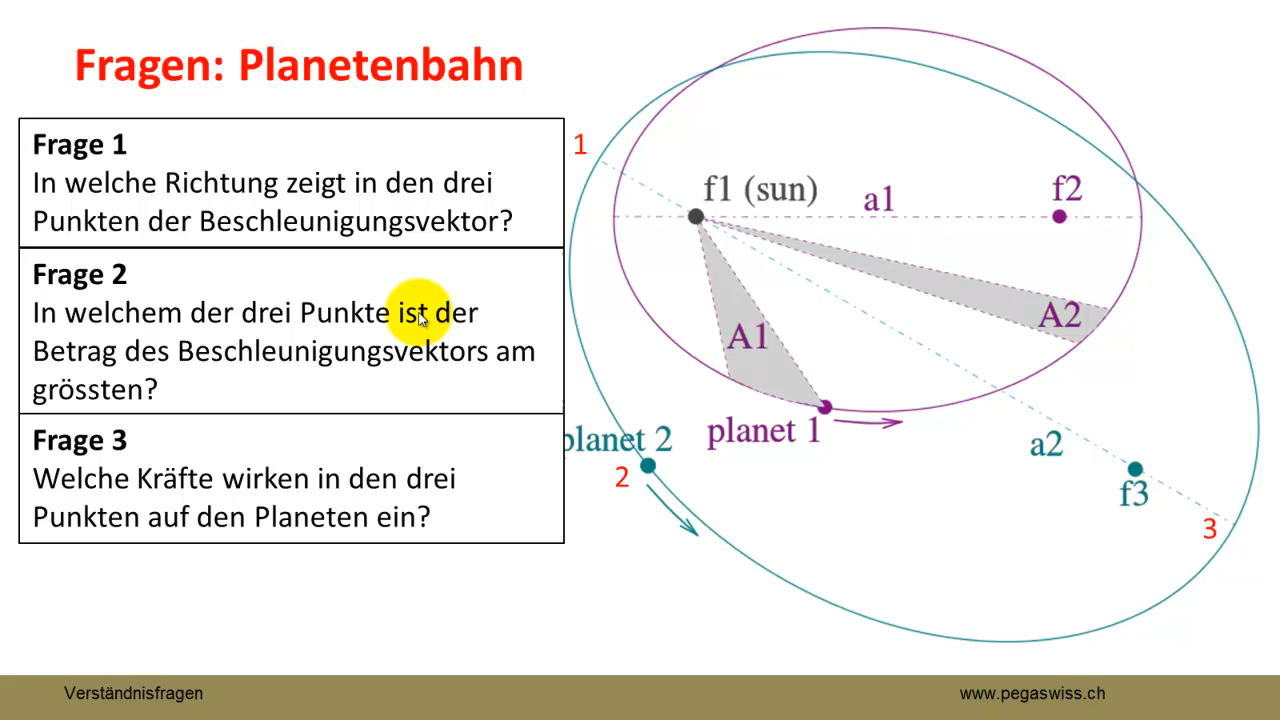 Fragen: Planetenbahn
Frage 1
In welche Richtung zeigt in den drei
Punkten der Beschleunigungsvektor?
Frage 2
In welchem der drei Punkte ist der
Betrag des Beschleunigungsvektors am
grössten?
Frage 3
Welche Kräfte wirken in den drei
Punkten auf den Planeten ein?
1
f1 (sun)
a1
f2
A1
A2
planet 1
planet 2
2
a2
f3
3
Verständnisfragen
www.pegaswiss.ch